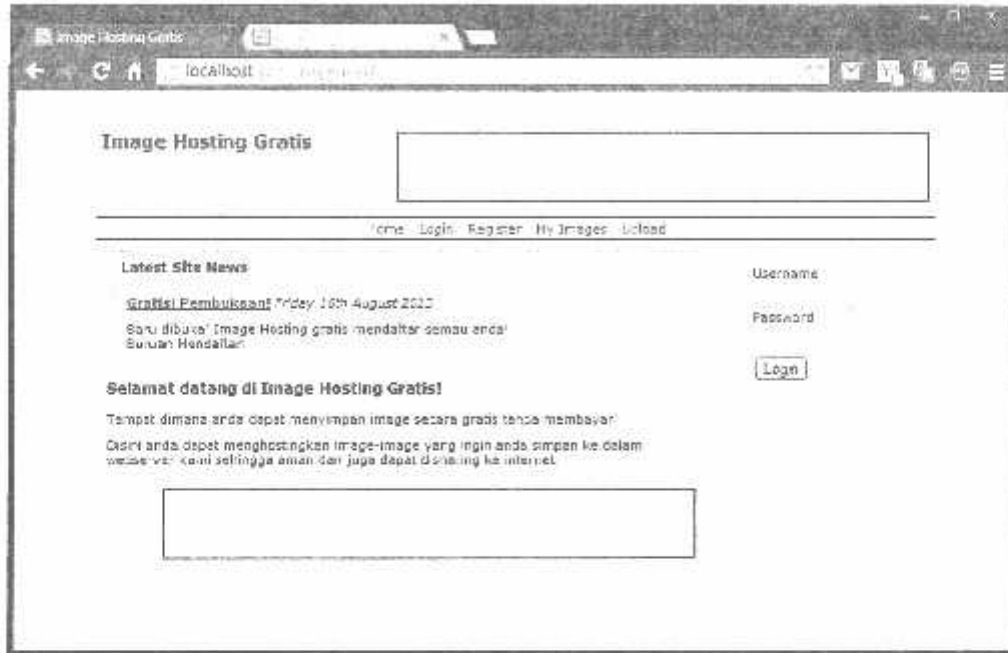 Image Hosting Gratis
localhost
Image Hosting Gratis
Home Login Register My Images Upload
Latest Site News
Gratis! Pembukaan! Friday 16th August
Baru dibuka! Image Hosting gratis mendaftar semau anda!
Buruan Mendaftar!
Username
Password
Login
Selamat datang di Image Hosting Gratis!
Tempat dimana anda dapat menyimpan image secara gratis tanpa membayar!
Disini anda dapat menghostingkan image-image yang ingin anda simpan ke dalam
webserver kami sehingga aman dan juga dapat disharing ke internet